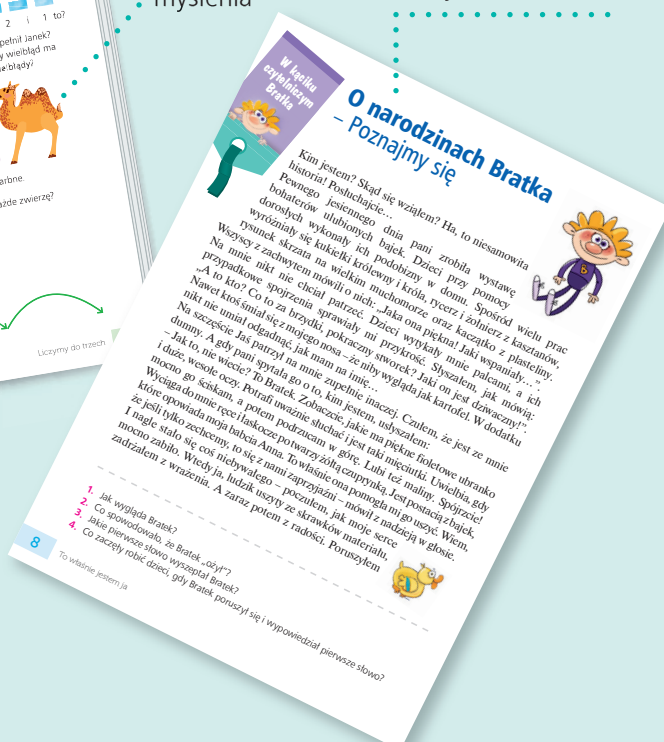 myślenia
2 i 1 to?
pełnił Janek?
wielbłąd ma
arbne.
ażde zwierzę?
Liczymy do trzech
W kąciku
czytelniczym
Bratka
O narodzinach Bratka
– Poznajmy się
Kim jestem? Skąd się wziąłem? Ha, to niesamowita
historia! Posłuchajcie…
Pewnego jesiennego dnia pani zrobiła wystawę
bohaterów ulubionych bajek. Dzieci przy pomocy
dorosłych wykonały ich podobizny w domu. Spośród wielu prac
wyróżniały się kukiełki królewny i króla, rycerz i żołnierz z kasztanów,
rysunek skrzata na wielkim muchomorze oraz kaczątko z plasteliny.
Wszyscy z zachwytem mówili o nich: „Jaka ona piękna! Jaki wspaniały…”.
Na mnie nikt nie chciał patrzeć. Dzieci wytykały mnie palcami, a ich
przypadkowe spojrzenia sprawiały mi przykrość. Słyszałem, jak mówią:
„A to kto? Co to za brzydki, pokraczny stworek? Jaki on jest dziwaczny!”.
Nawet ktoś śmiał się z mojego nosa – że niby wygląda jak kartofel. W dodatku
nikt nie umiał odgadnąć, jak mam na imię…
Na szczęście Jaś patrzył na mnie zupełnie inaczej. Czułem, że jest ze mnie
dumny. A gdy pani spytała go o to, kim jestem, usłyszałem:
– Jak to, nie wiecie? To Bratek. Zobaczcie, jakie ma piękne fioletowe ubranko
i duże, wesołe oczy. Potrafi uważnie słuchać i jest taki mięciutki. Uwielbia, gdy
mocno go ściskam, a potem podrzucam w górę. Lubi też maliny. Spójrzcie!
Wyciąga do mnie ręce i łaskocze po twarzy żółtą czupryną. Jest postacią z bajek,
które opowiada moja babcia Anna. To właśnie ona pomogła mi go uszyć. Wiem,
że jeśli tylko zechcemy, to się z nami zaprzyjaźni – mówił z nadzieją w głosie.
I nagle stało się coś niebywałego – poczułem, jak moje serce
mocno zabiło. Wtedy ja, ludzik uszyty ze skrawków materiału,
zadrżałem z wrażenia. A zaraz potem z radości. Poruszyłem
1. Jak wygląda Bratek?
2. Co spowodowało, że Bratek „ożył”?
3. Jakie pierwsze słowo wyszeptał Bratek?
4. Co zaczęły robić dzieci, gdy Bratek poruszył się i wypowiedział pierwsze słowo?
8
To właśnie jestem ja